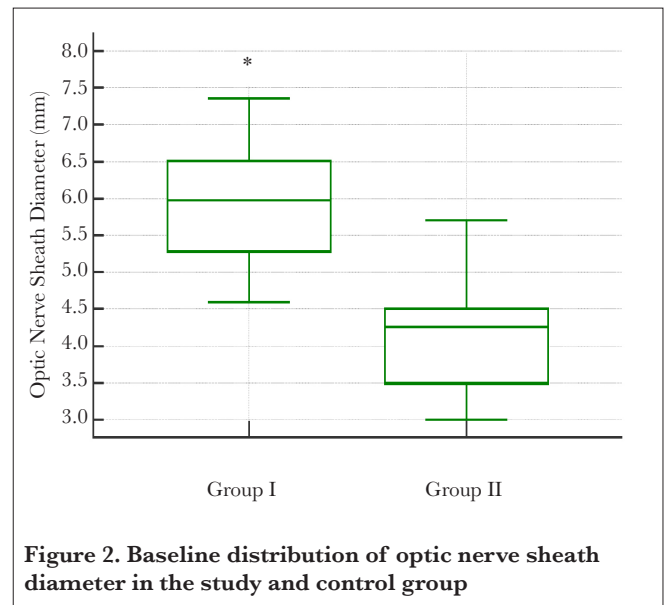 Optic Nerve Sheath Diameter (mm)
8.0
7.5
7.0
6.5
6.0
5.5
5.0
4.5
4.0
3.5
3.0
*
Group I
Group II
Figure 2. Baseline distribution of optic nerve sheath
diameter in the study and control group